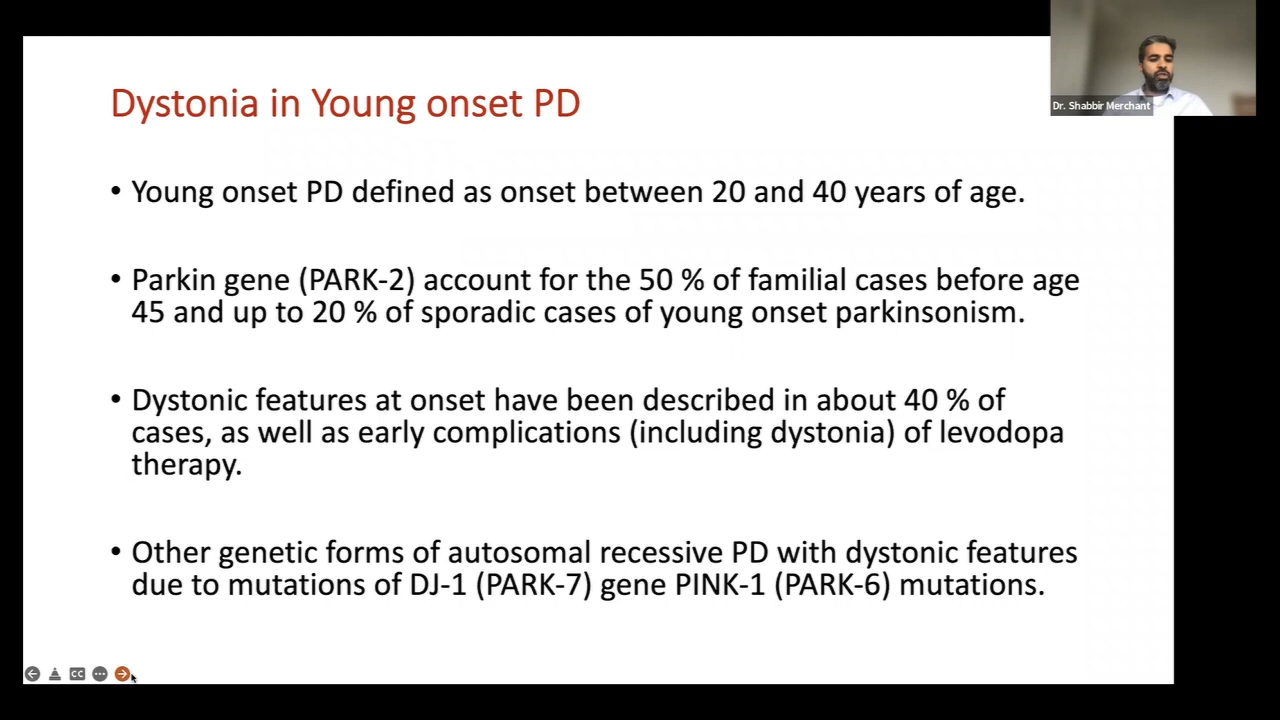 Dystonia in Young onset PD
Dr. Shabbir Merchant
• Young onset PD defined as onset between 20 and 40 years of age.
• Parkin gene (PARK-2) account for the 50 % of familial cases before age
45 and up to 20 % of sporadic cases of young onset parkinsonism.
• Dystonic features at onset have been described in about 40 % of
cases, as well as early complications (including dystonia) of levodopa
therapy.
• Other genetic forms of autosomal recessive PD with dystonic features
due to mutations of DJ-1 (PARK-7) gene PINK-1 (PARK-6) mutations.
CC